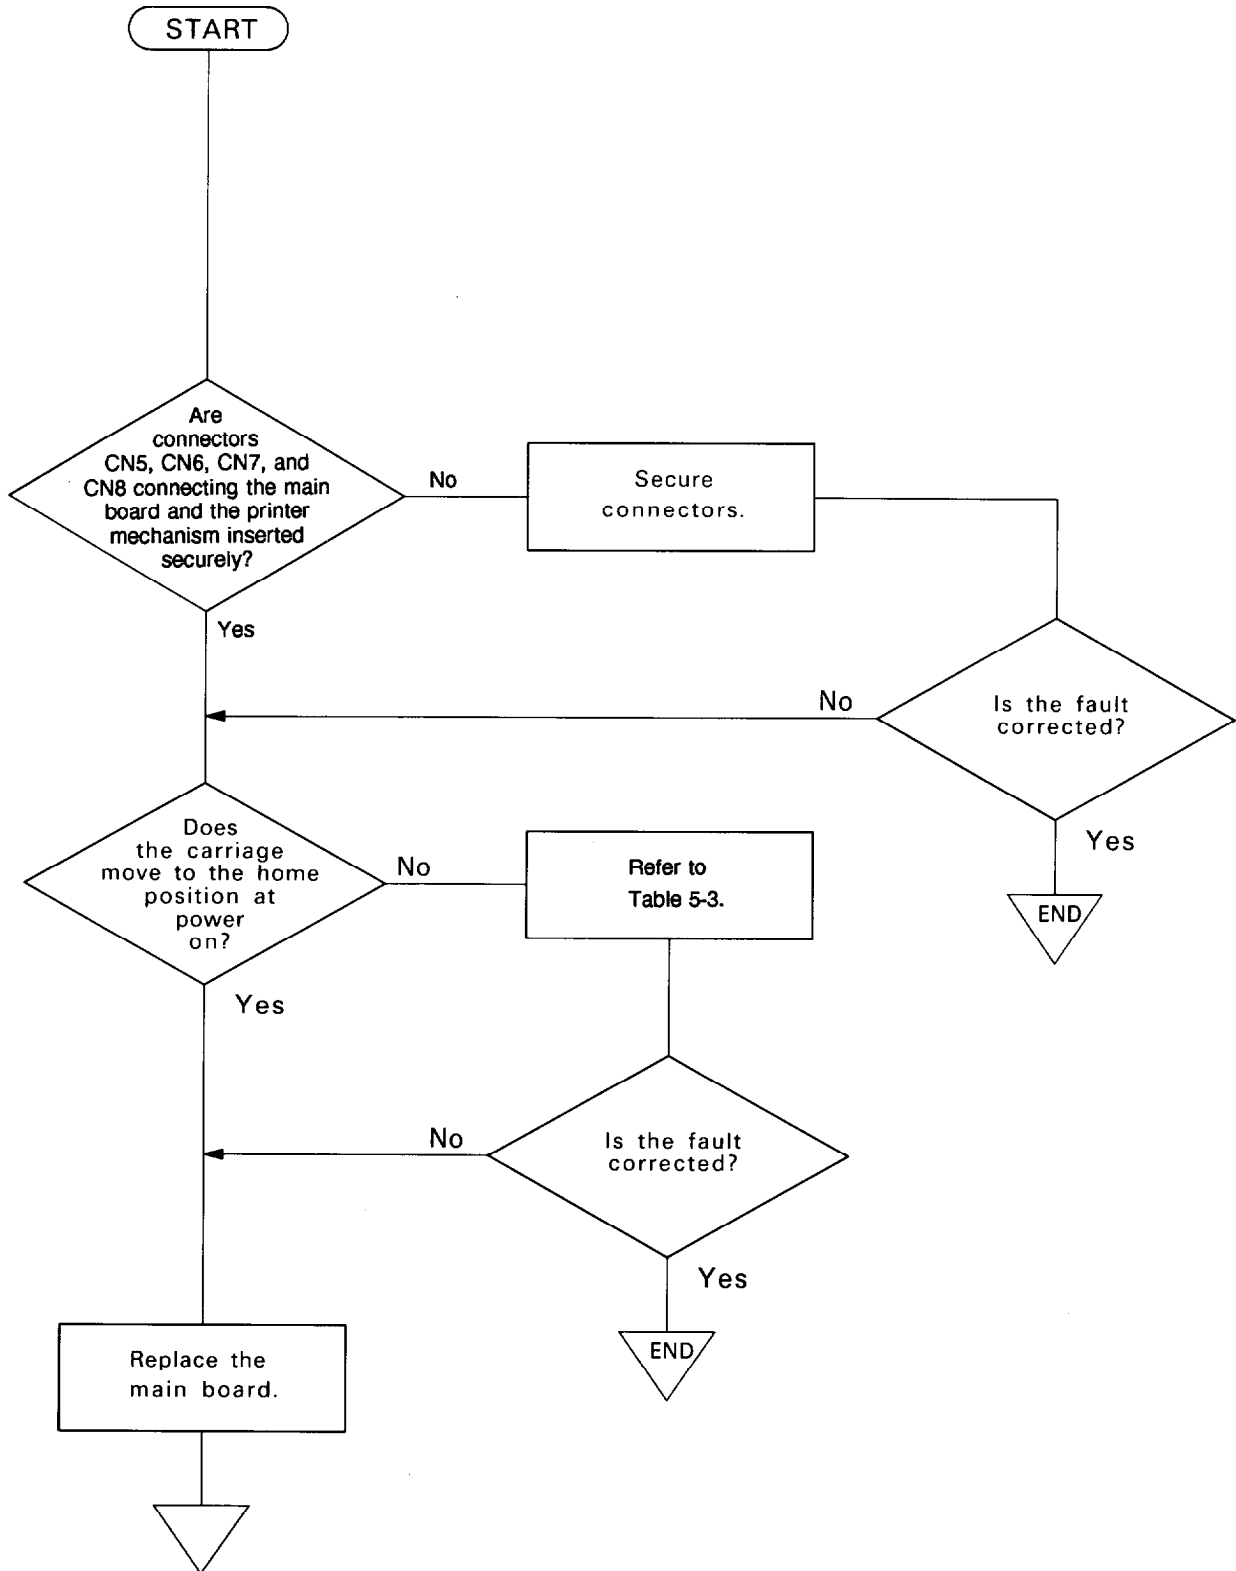 START
Are
connectors
CN5, CN6, CN7, and
CN8 connecting the main
board and the printer
mechanism inserted
securely?
No
Secure
connectors.
Yes
No
Is the fault
corrected?
Yes
END
Does
the carriage
move to the home
position at
power
on?
No
Refer to
Table 5-3.
Yes
No
Is the fault
corrected?
Yes
END
Replace the
main board.